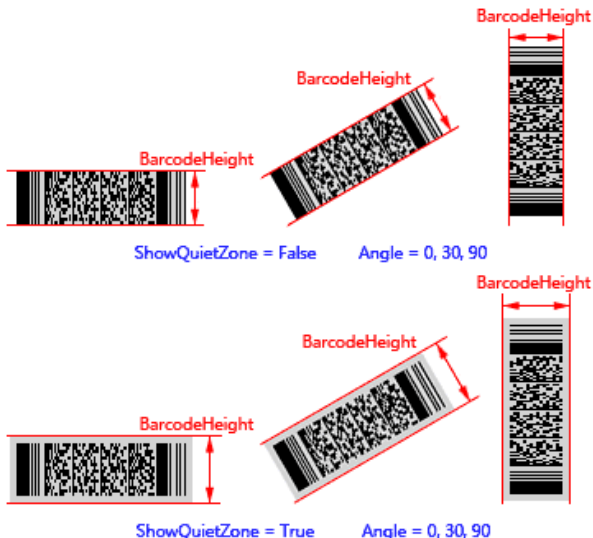 BarcodeHeight
BarcodeHeight
BarcodeHeight
ShowQuietZone = False Angle = 0, 30, 90
BarcodeHeight
BarcodeHeight
BarcodeHeight
ShowQuietZone = True Angle = 0, 30, 90